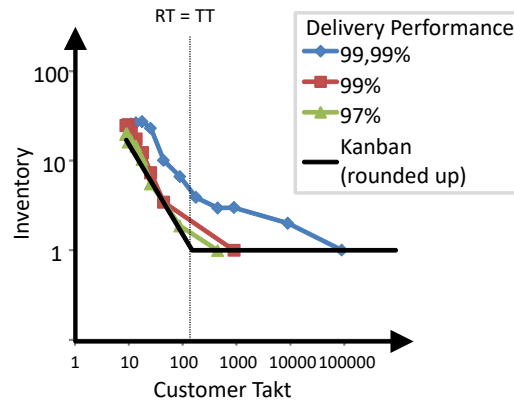 RT = TT
Delivery Performance
99,99%
99%
97%
Kanban
(rounded up)
100
10
1
Inventory
1
10
100
1000
10000
100000
Customer Takt